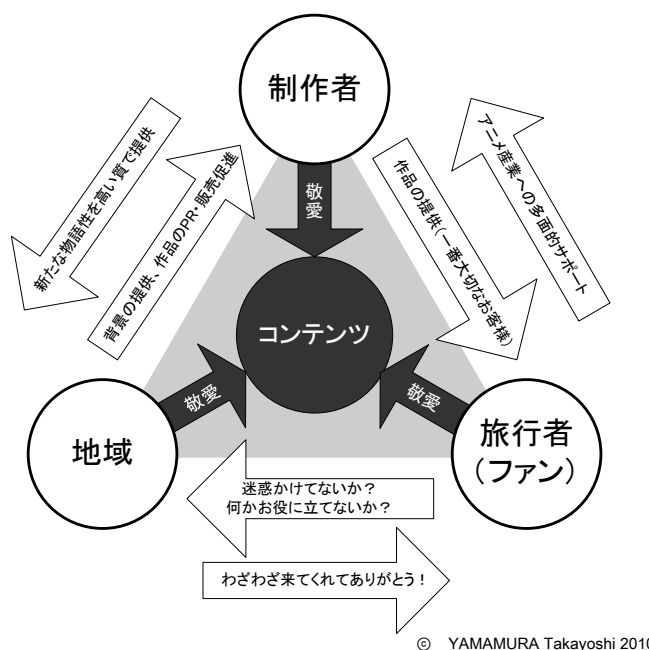 制作者
新たな物語性を高い質で提供
背景の提供、作品のPR・販売促進
敬愛
作品の提供(一番大切なお客様)
アニメ産業への多面的サポート
コンテンツ
敬愛
敬愛
地域
旅行者
(ファン)
迷惑かけてないか?
何かお役に立てないか?
わざわざ来てくれてありがとう!
© YAMAMURA Takayoshi 2010